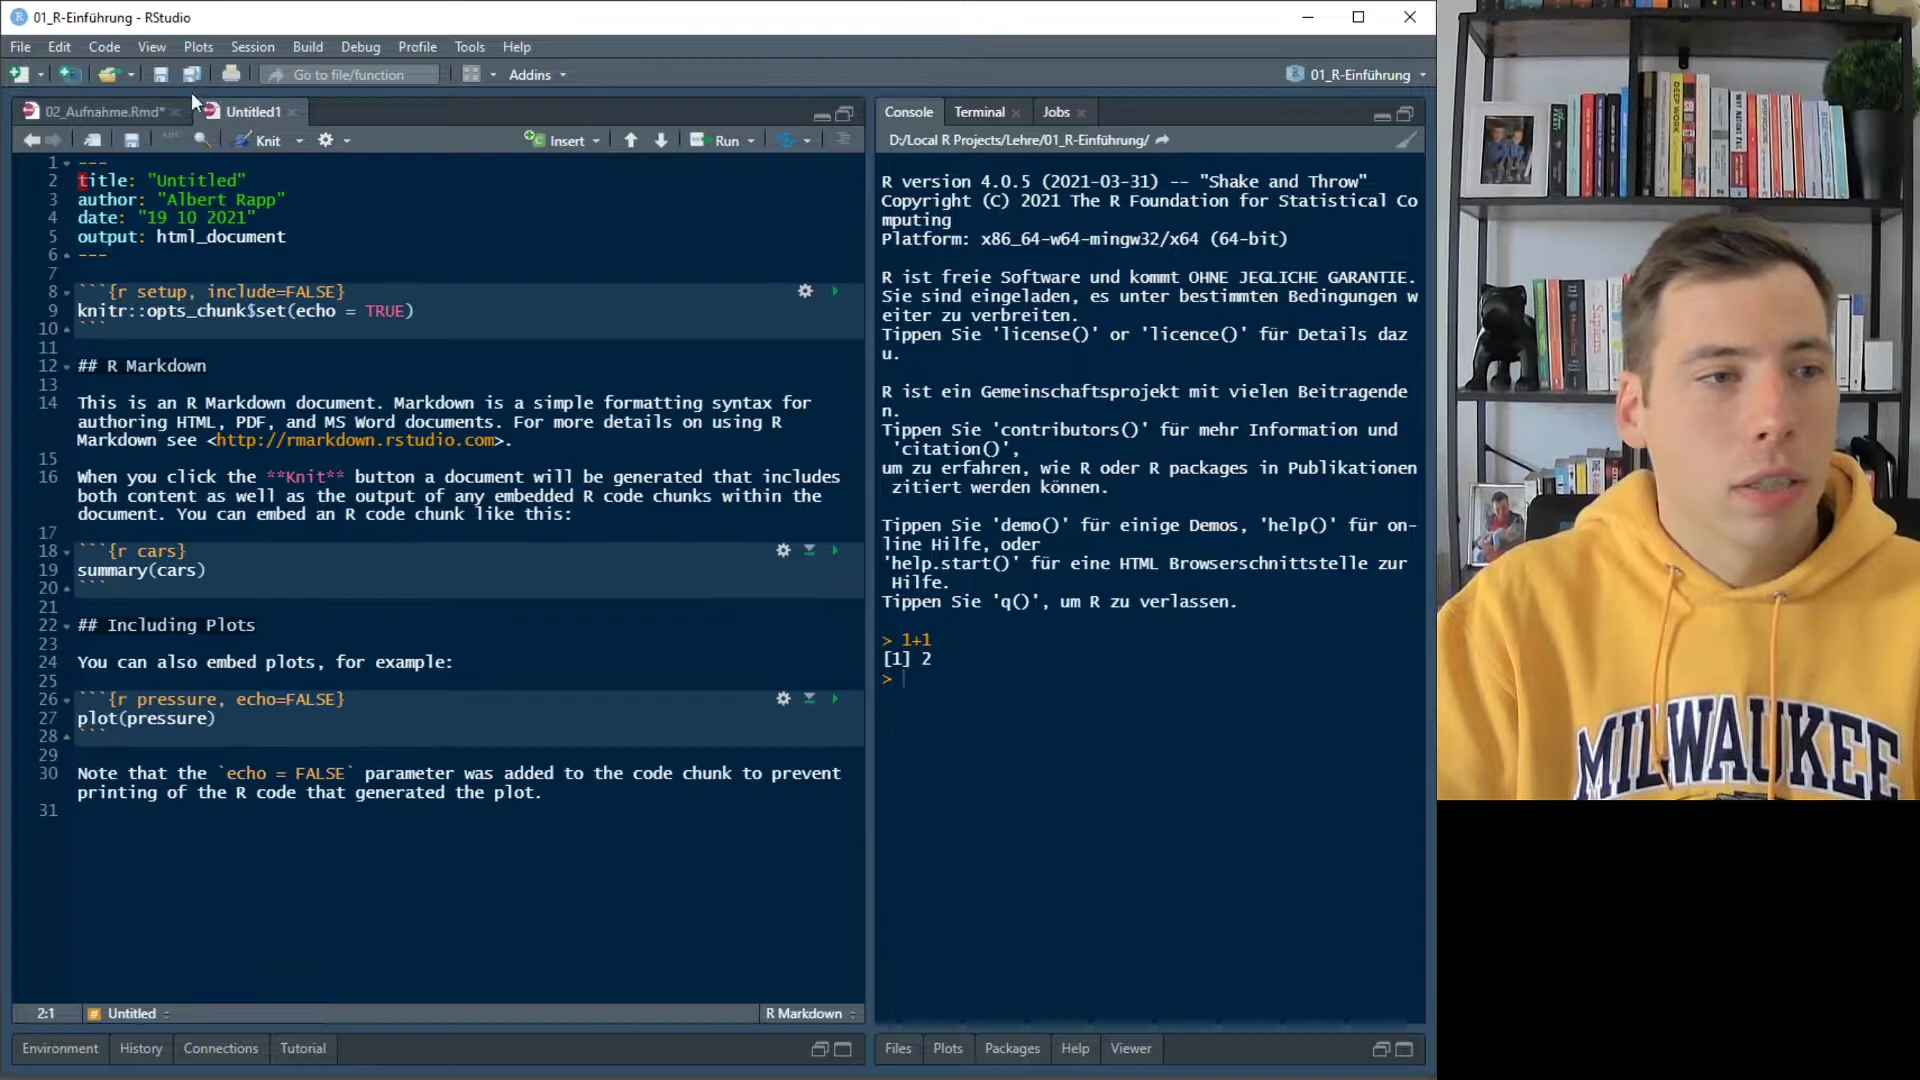 01_R-Einführung - RStudio
File Edit Code View Plots Session Build Debug Profile Tools Help
Go to file/function Addins 01_R-Einführung
02_Aufnahme.Rmd* Untitled1
Knit Insert Run
1 ---
2 title: "Untitled"
3 author: "Albert Rapp"
4 date: "19 10 2021"
5 output: html_document
6 ---
7
8 ```{r setup, include=FALSE}
9 knitr::opts_chunk$set(echo = TRUE)
10 ```
11
12 ## R Markdown
13
14 This is an R Markdown document. Markdown is a simple formatting syntax for
authoring HTML, PDF, and MS Word documents. For more details on using R
Markdown see <http://rmarkdown.rstudio.com>.
15
16 When you click the **Knit** button a document will be generated that includes
both content as well as the output of any embedded R code chunks within the
document. You can embed an R code chunk like this:
17
18 ```{r cars}
19 summary(cars)
20 ```
21
22 ## Including Plots
23
24 You can also embed plots, for example:
25
26 ```{r pressure, echo=FALSE}
27 plot(pressure)
28 ```
29
30 Note that the `echo = FALSE` parameter was added to the code chunk to prevent
printing of the R code that generated the plot.
31
2:1 # Untitled R Markdown
Environment History Connections Tutorial
Console Terminal Jobs
D:/Local R Projects/Lehre/01_R-Einführung/
R version 4.0.5 (2021-03-31) -- "Shake and Throw"
Copyright (C) 2021 The R Foundation for Statistical Co
mputing
Platform: x86_64-w64-mingw32/x64 (64-bit)
R ist freie Software und kommt OHNE JEGLICHE GARANTIE.
Sie sind eingeladen, es unter bestimmten Bedingungen w
eiter zu verbreiten.
Tippen Sie 'license()' or 'licence()' für Details daz
u.
R ist ein Gemeinschaftsprojekt mit vielen Beitragende
n.
Tippen Sie 'contributors()' für mehr Information und
'citation()',
um zu erfahren, wie R oder R packages in Publikationen
zitiert werden können.
Tippen Sie 'demo()' für einige Demos, 'help()' für on-
line Hilfe, oder
'help.start()' für eine HTML Browserschnittstelle zur
Hilfe.
Tippen Sie 'q()', um R zu verlassen.
> 1+1
[1] 2
>
Files Plots Packages Help Viewer
DEEP WORK
Sapiens
MILWAUKEE